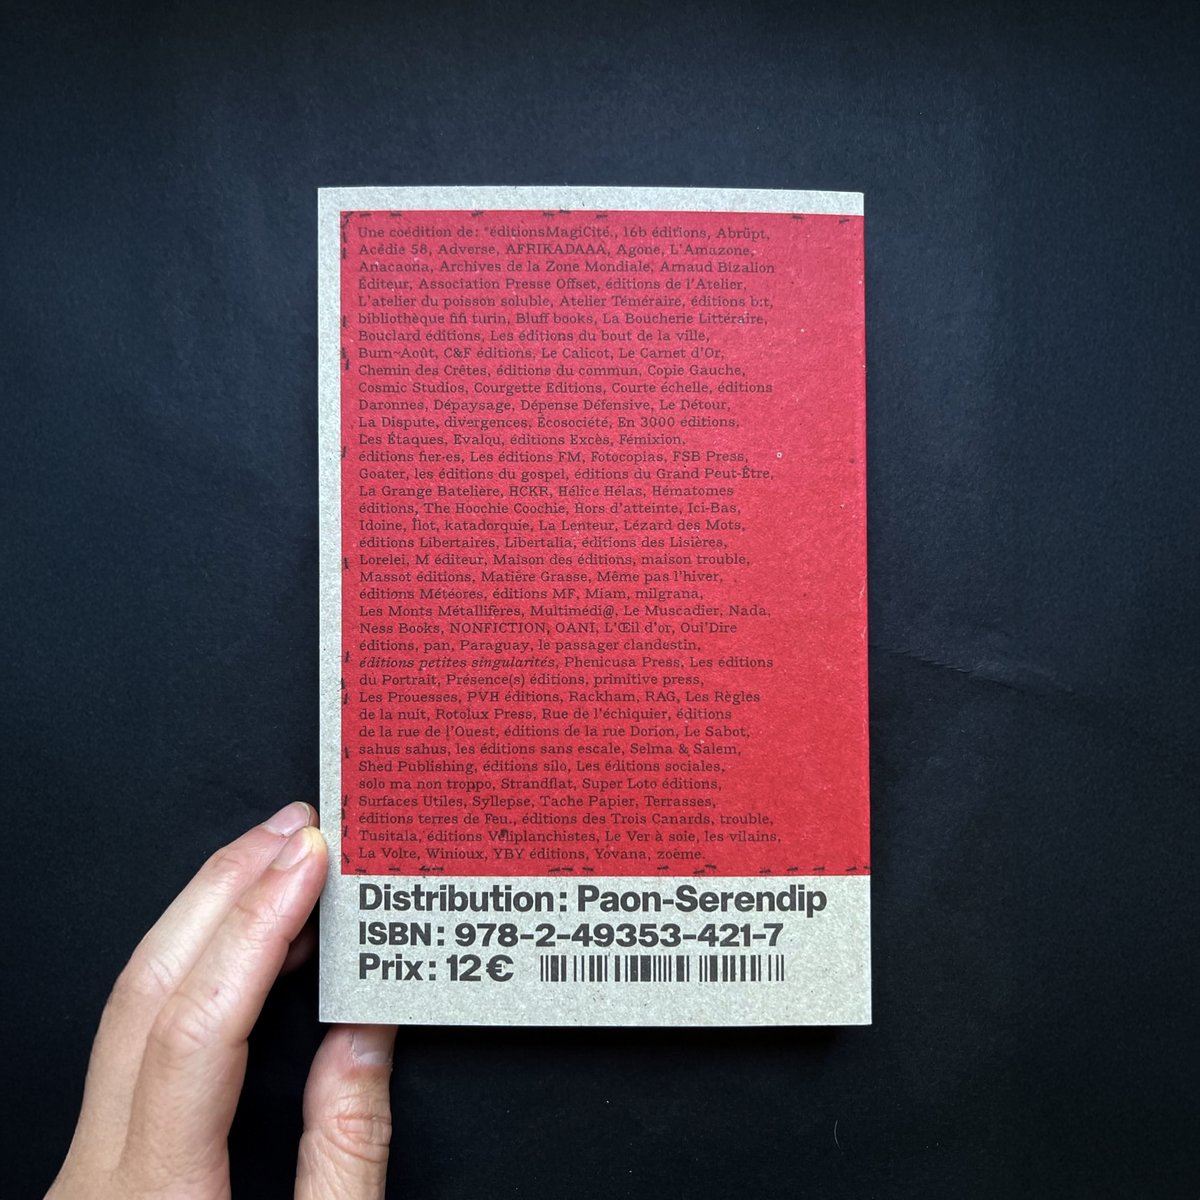 Une coédition de : *éditionsMagiCité., 16b éditions, Abrüpt,
Acédie 58, Adverse, AFRIKADAAA, Agone, L'Amazone,
Anacaona, Archives de la Zone Mondiale, Arnaud Bizalion
Éditeur, Association Presse Offset, éditions de l'Atelier,
L'atelier du poisson soluble, Atelier Téméraire, éditions b:t,
bibliothèque fifi turin, Bluff books, La Boucherie Littéraire,
Bouclard éditions, Les éditions du bout de la ville,
Burn~Août, C&F éditions, Le Calicot, Le Carnet d'Or,
Chemin des Crêtes, éditions du commun, Copie Gauche,
Cosmic Studios, Courgette Editions, Courte échelle, éditions
Daronnes, Dépaysage, Dépense Défensive, Le Détour,
La Dispute, divergences, Écosociété, En 3000 éditions,
Les Étaques, Evalou, éditions Excès, Fémixion,
éditions fier·es, Les éditions FM, Fotocopias, FSB Press,
Goater, les éditions du gospel, éditions du Grand Peut-Être,
La Grange Batelière, HCKR, Hélice Hélas, Hématomes
éditions, The Hoochie Coochie, Hors d'atteinte, Ici-Bas,
Idoine, Îlot, katadorquie, La Lenteur, Lézard des Mots,
éditions Libertaires, Libertalia, éditions des Lisières,
Lorelei, M éditeur, Maison des éditions, maison trouble,
Massot éditions, Matière Grasse, Même pas l'hiver,
éditions Météores, éditions MF, Miam, milgrana,
Les Monts Métallifères, Multimédi@, Le Muscadier, Nada,
Ness Books, NONFICTION, OANI, L'Œil d'or, Oui'Dire
éditions, pan, Paraguay, le passager clandestin,
éditions petites singularités, Phenicusa Press, Les éditions
du Portrait, Présence(s) éditions, primitive press,
Les Prouesses, PVH éditions, Rackham, RAG, Les Règles
de la nuit, Rotolux Press, Rue de l'échiquier, éditions
de la rue de l'Ouest, éditions de la rue Dorion, Le Sabot,
sahus sahus, les éditions sans escale, Selma & Salem,
Shed Publishing, éditions silo, Les éditions sociales,
solo ma non troppo, Strandflat, Super Loto éditions,
Surfaces Utiles, Syllepse, Tache Papier, Terrasses,
éditions terres de Feu., éditions des Trois Canards, trouble,
Tusitala, éditions Véliplanchistes, Le Ver à soie, les vilains,
La Volte, Winioux, YBY éditions, Yovana, zoème.
Distribution : Paon-Serendip
ISBN : 978-2-49353-421-7
Prix : 12 €